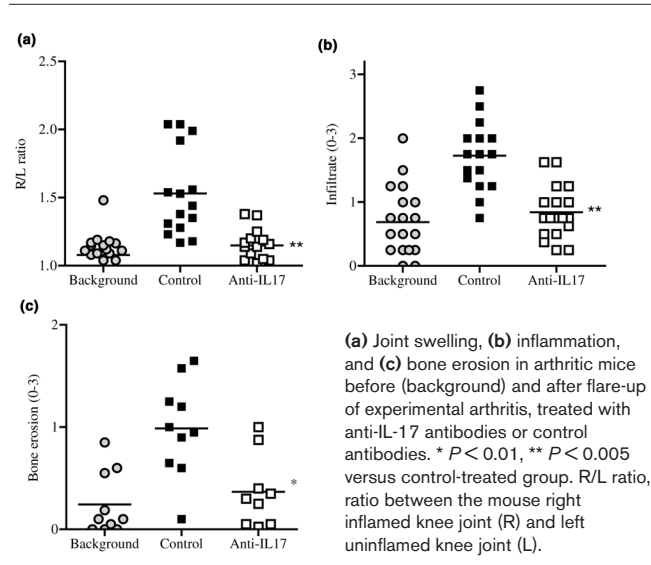 (a)
2.5
2.0
1.5
1.0
R/L ratio
Background Control Anti-IL17
**
(b)
3
2
1
0
Infiltrate (0-3)
Background Control Anti-IL17
**
(c)
2
1
0
Bone erosion (0-3)
Background Control Anti-IL17
*
(a) Joint swelling, (b) inflammation,
and (c) bone erosion in arthritic mice
before (background) and after flare-up
of experimental arthritis, treated with
anti-IL-17 antibodies or control
antibodies. * P < 0.01, ** P < 0.005
versus control-treated group. R/L ratio,
ratio between the mouse right
inflamed knee joint (R) and left
uninflamed knee joint (L).